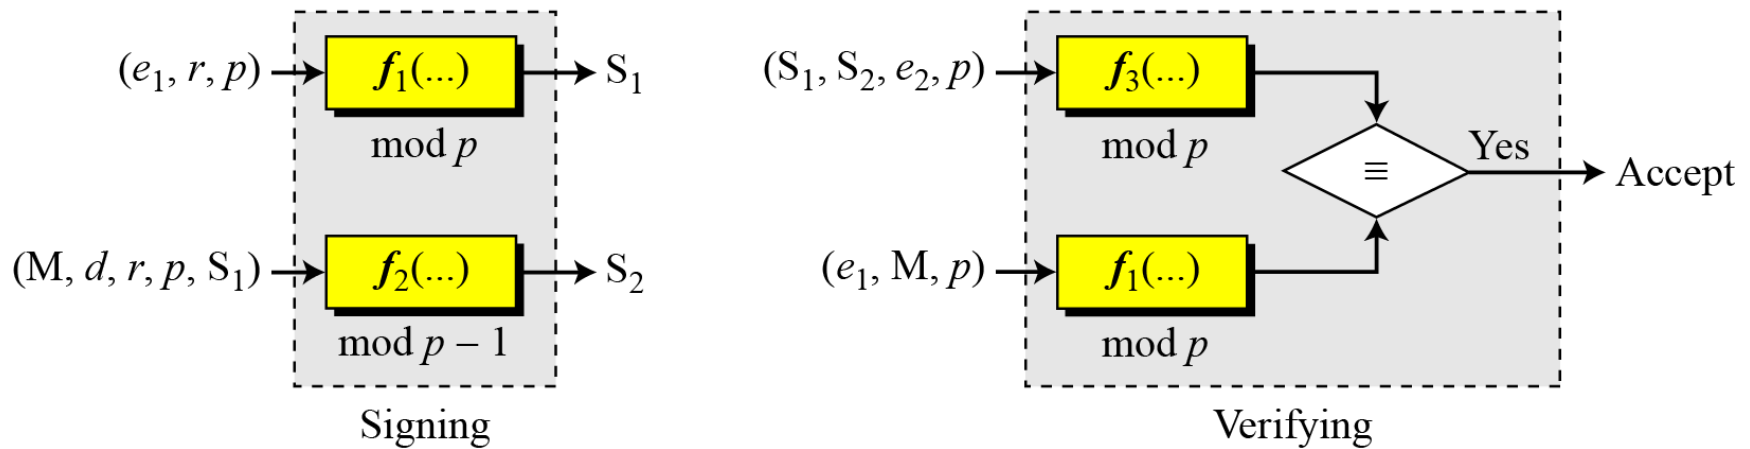 (e₁, r, p) f₁(...) S₁
mod p
(M, d, r, p, S₁) f₂(...) S₂
mod p – 1
Signing
(S₁, S₂, e₂, p) f₃(...)
mod p
≡ Yes Accept
(e₁, M, p) f₁(...)
mod p
Verifying